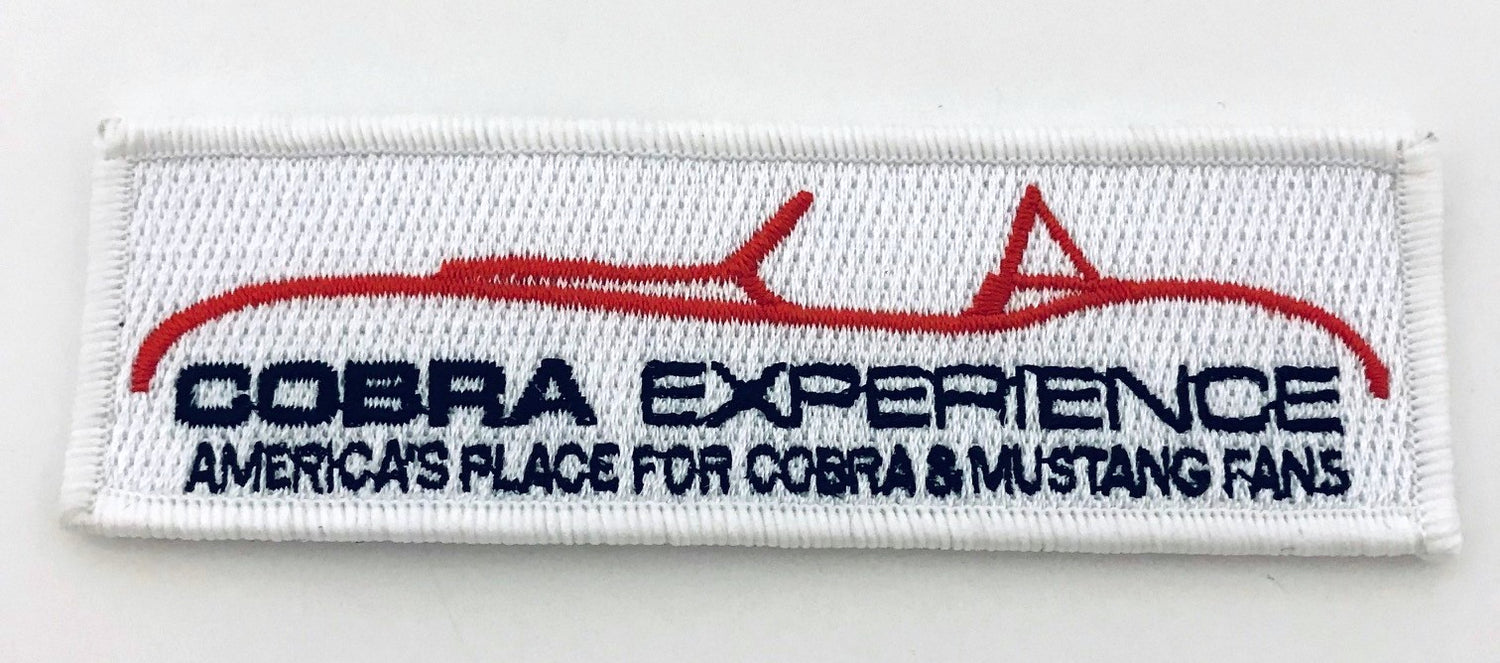 COBRA EXPERIENCE
AMERICA'S PLACE FOR COBRA & MUSTANG FANS